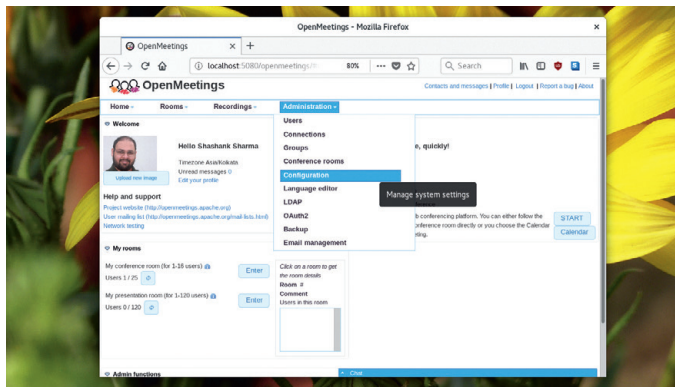 OpenMeetings - Mozilla Firefox
OpenMeetings
localhost:5080/openmeetings/
80%
Search
OpenMeetings
Contacts and messages | Profile | Logout | Report a bug | About
Home
Rooms
Recordings
Administration
Welcome
Hello Shashank Sharma
Timezone Asia/Kolkata
Unread messages 0
Edit your profile
Upload new image
Help and support
Project website (http://openmeetings.apache.org)
User mailing list (http://openmeetings.apache.org/mail-lists.html)
Network testing
Users
Connections
Groups
Conference rooms
Configuration
Language editor
LDAP
OAuth2
Backup
Email management
Manage system settings
e, quickly!
conferencing platform. You can either follow the
conference room directly or you choose the Calendar
START
Calendar
My rooms
My conference room (for 1-16 users)
Users 1 / 25
Enter
My presentation room (for 1-120 users)
Users 0 / 120
Enter
Click on a room to get
the room details
Room #
Comment
Users in this room
Admin functions
Chat